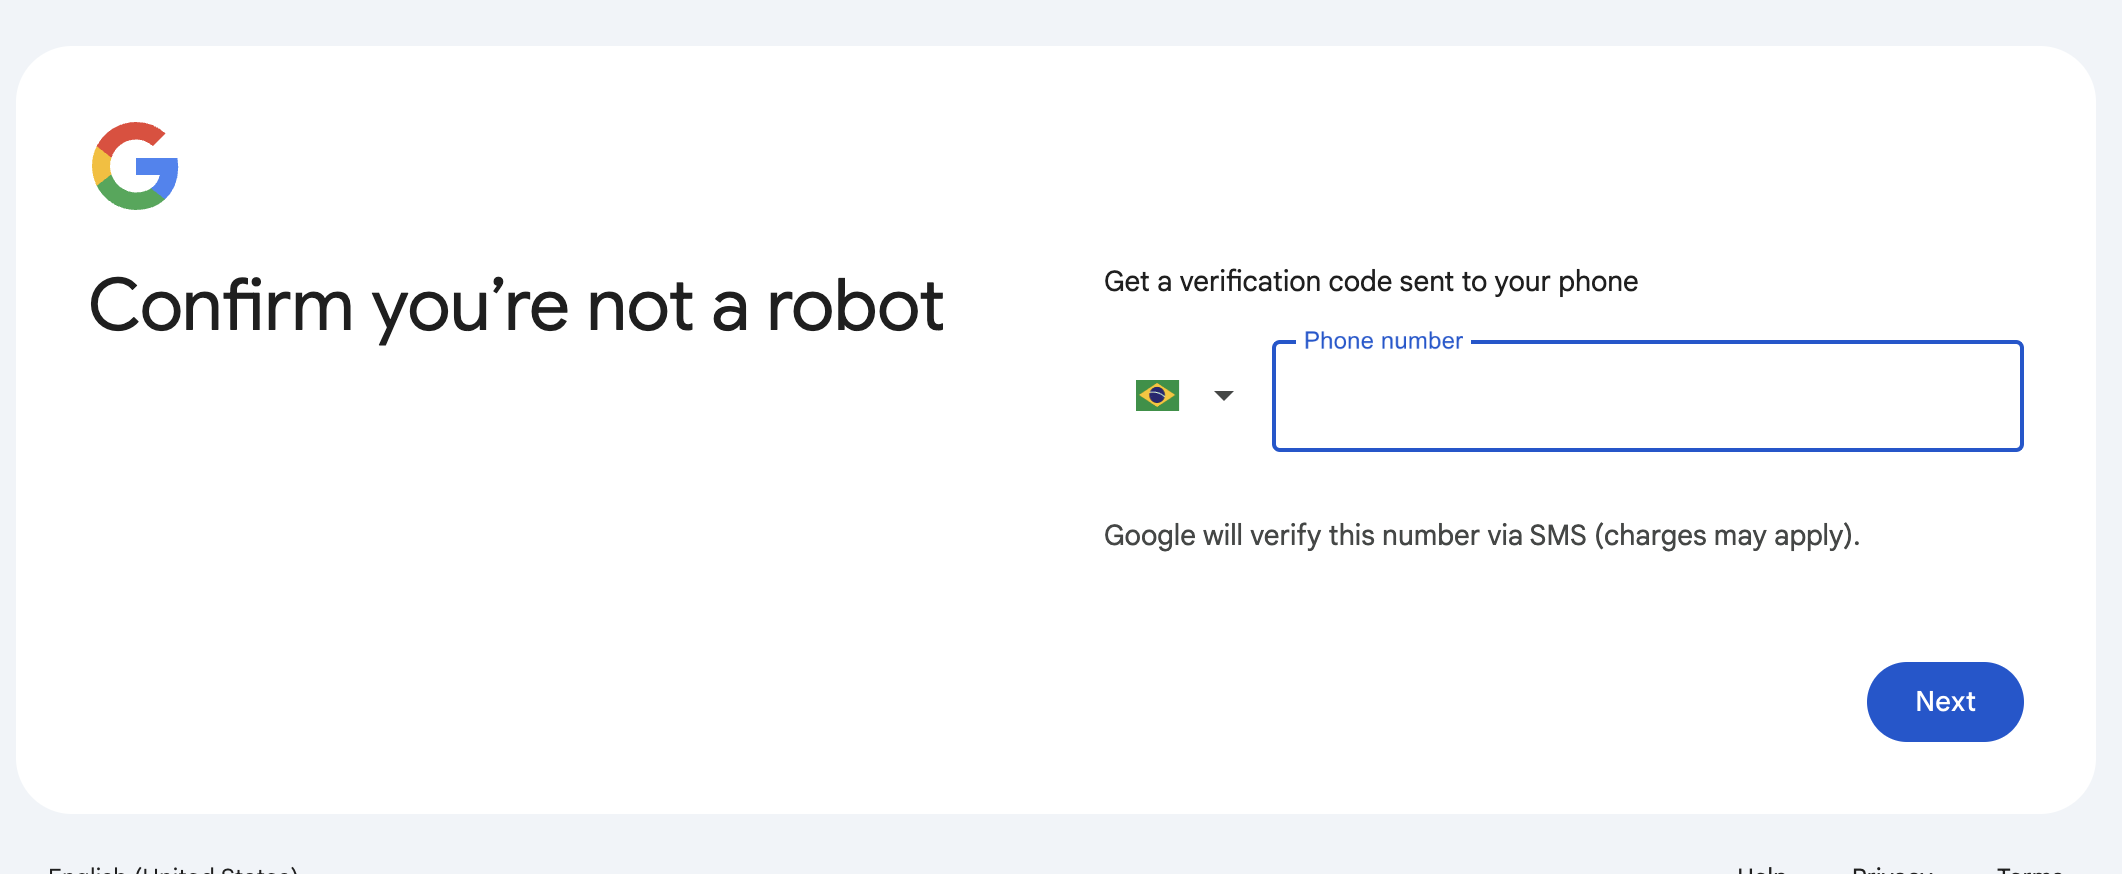 Confirm you’re not a robot
Get a verification code sent to your phone
Phone number
Google will verify this number via SMS (charges may apply).
Next
English (United States)
Help Privacy Terms